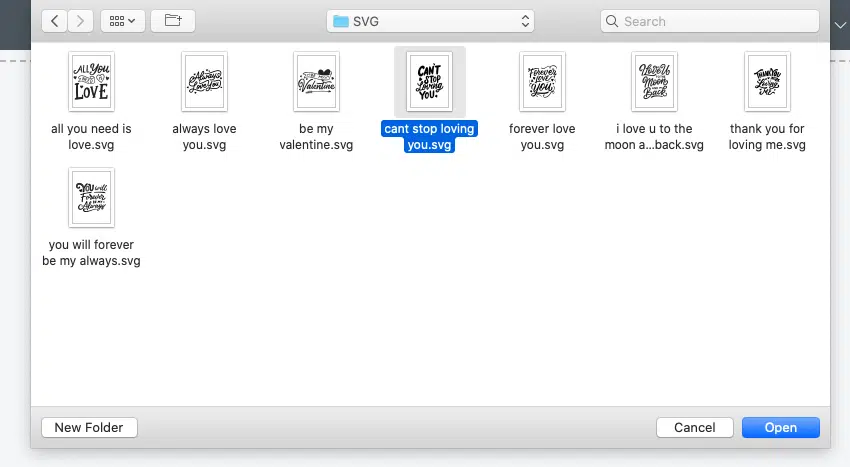 SVG
Search
ALL You
LOVE
Always
Love You
BE MY
Valentine
CAN'T
STOP
Loving
YOU.
Forever
love
you
I Love U
to the
Moon
Back
THANK YOU
Loving
Me
all you need is
love.svg
always love
you.svg
be my
valentine.svg
cant stop loving
you.svg
forever love
you.svg
i love u to the
moon a...back.svg
thank you for
loving me.svg
You will
Forever
be my
Always
you will forever
be my always.svg
New Folder
Cancel
Open